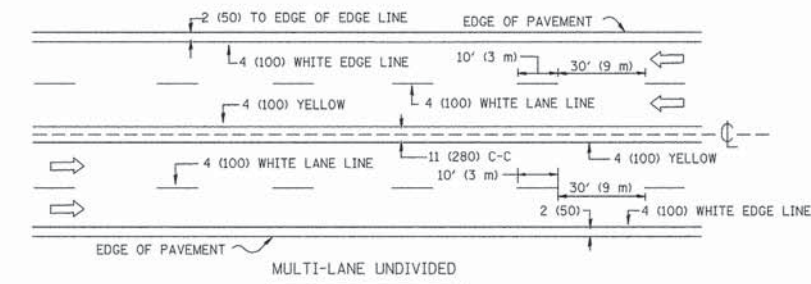 2 (50) TO EDGE OF EDGE LINE
EDGE OF PAVEMENT
4 (100) WHITE EDGE LINE
10' (3 m)
30' (9 m)
4 (100) YELLOW
4 (100) WHITE LANE LINE
℄
4 (100) WHITE LANE LINE
11 (280) C-C
4 (100) YELLOW
10' (3 m)
30' (9 m)
2 (50)
4 (100) WHITE EDGE LINE
EDGE OF PAVEMENT
MULTI-LANE UNDIVIDED